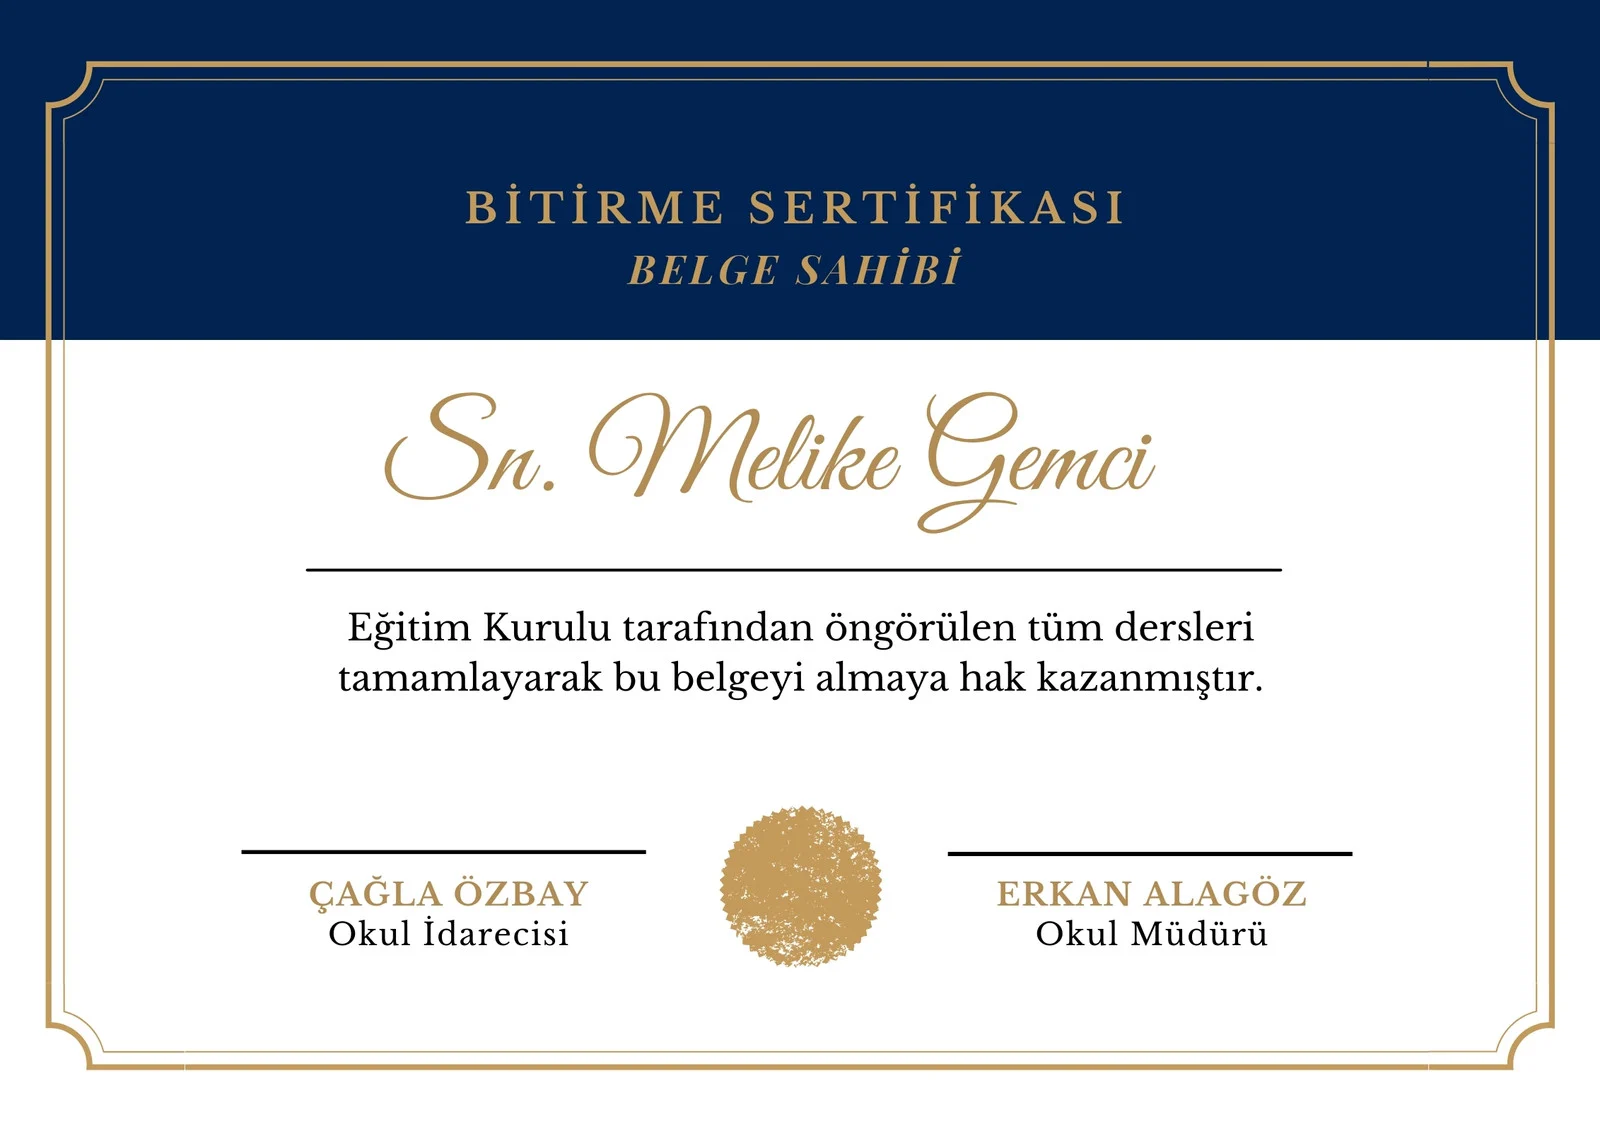 BİTİRME SERTİFİKASI
BELGE SAHİBİ
Sn. Melike Gemci
Eğitim Kurulu tarafından öngörülen tüm dersleri
tamamlayarak bu belgeyi almaya hak kazanmıştır.
ÇAĞLA ÖZBAY
Okul İdarecisi
ERKAN ALAGÖZ
Okul Müdürü